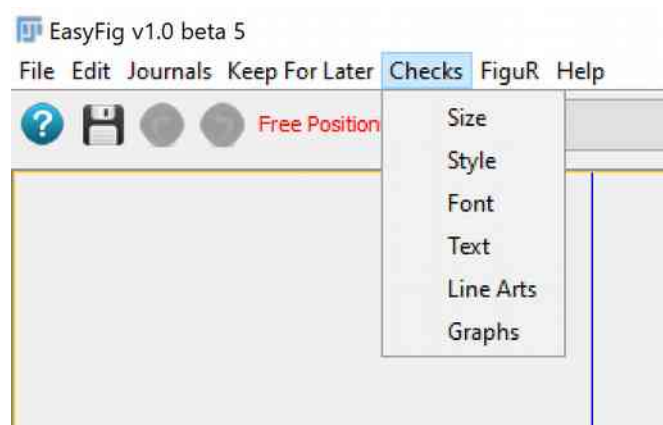 EasyFig v1.0 beta 5
File Edit Journals Keep For Later Checks FiguR Help
Free Position
Size
Style
Font
Text
Line Arts
Graphs